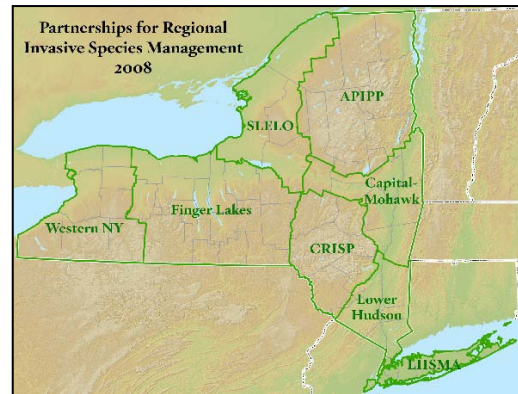 Partnerships for Regional
Invasive Species Management
2008
APIPP
SLELO
Capital-
Mohawk
Finger Lakes
Western NY
CRISP
Lower
Hudson
LIISMA